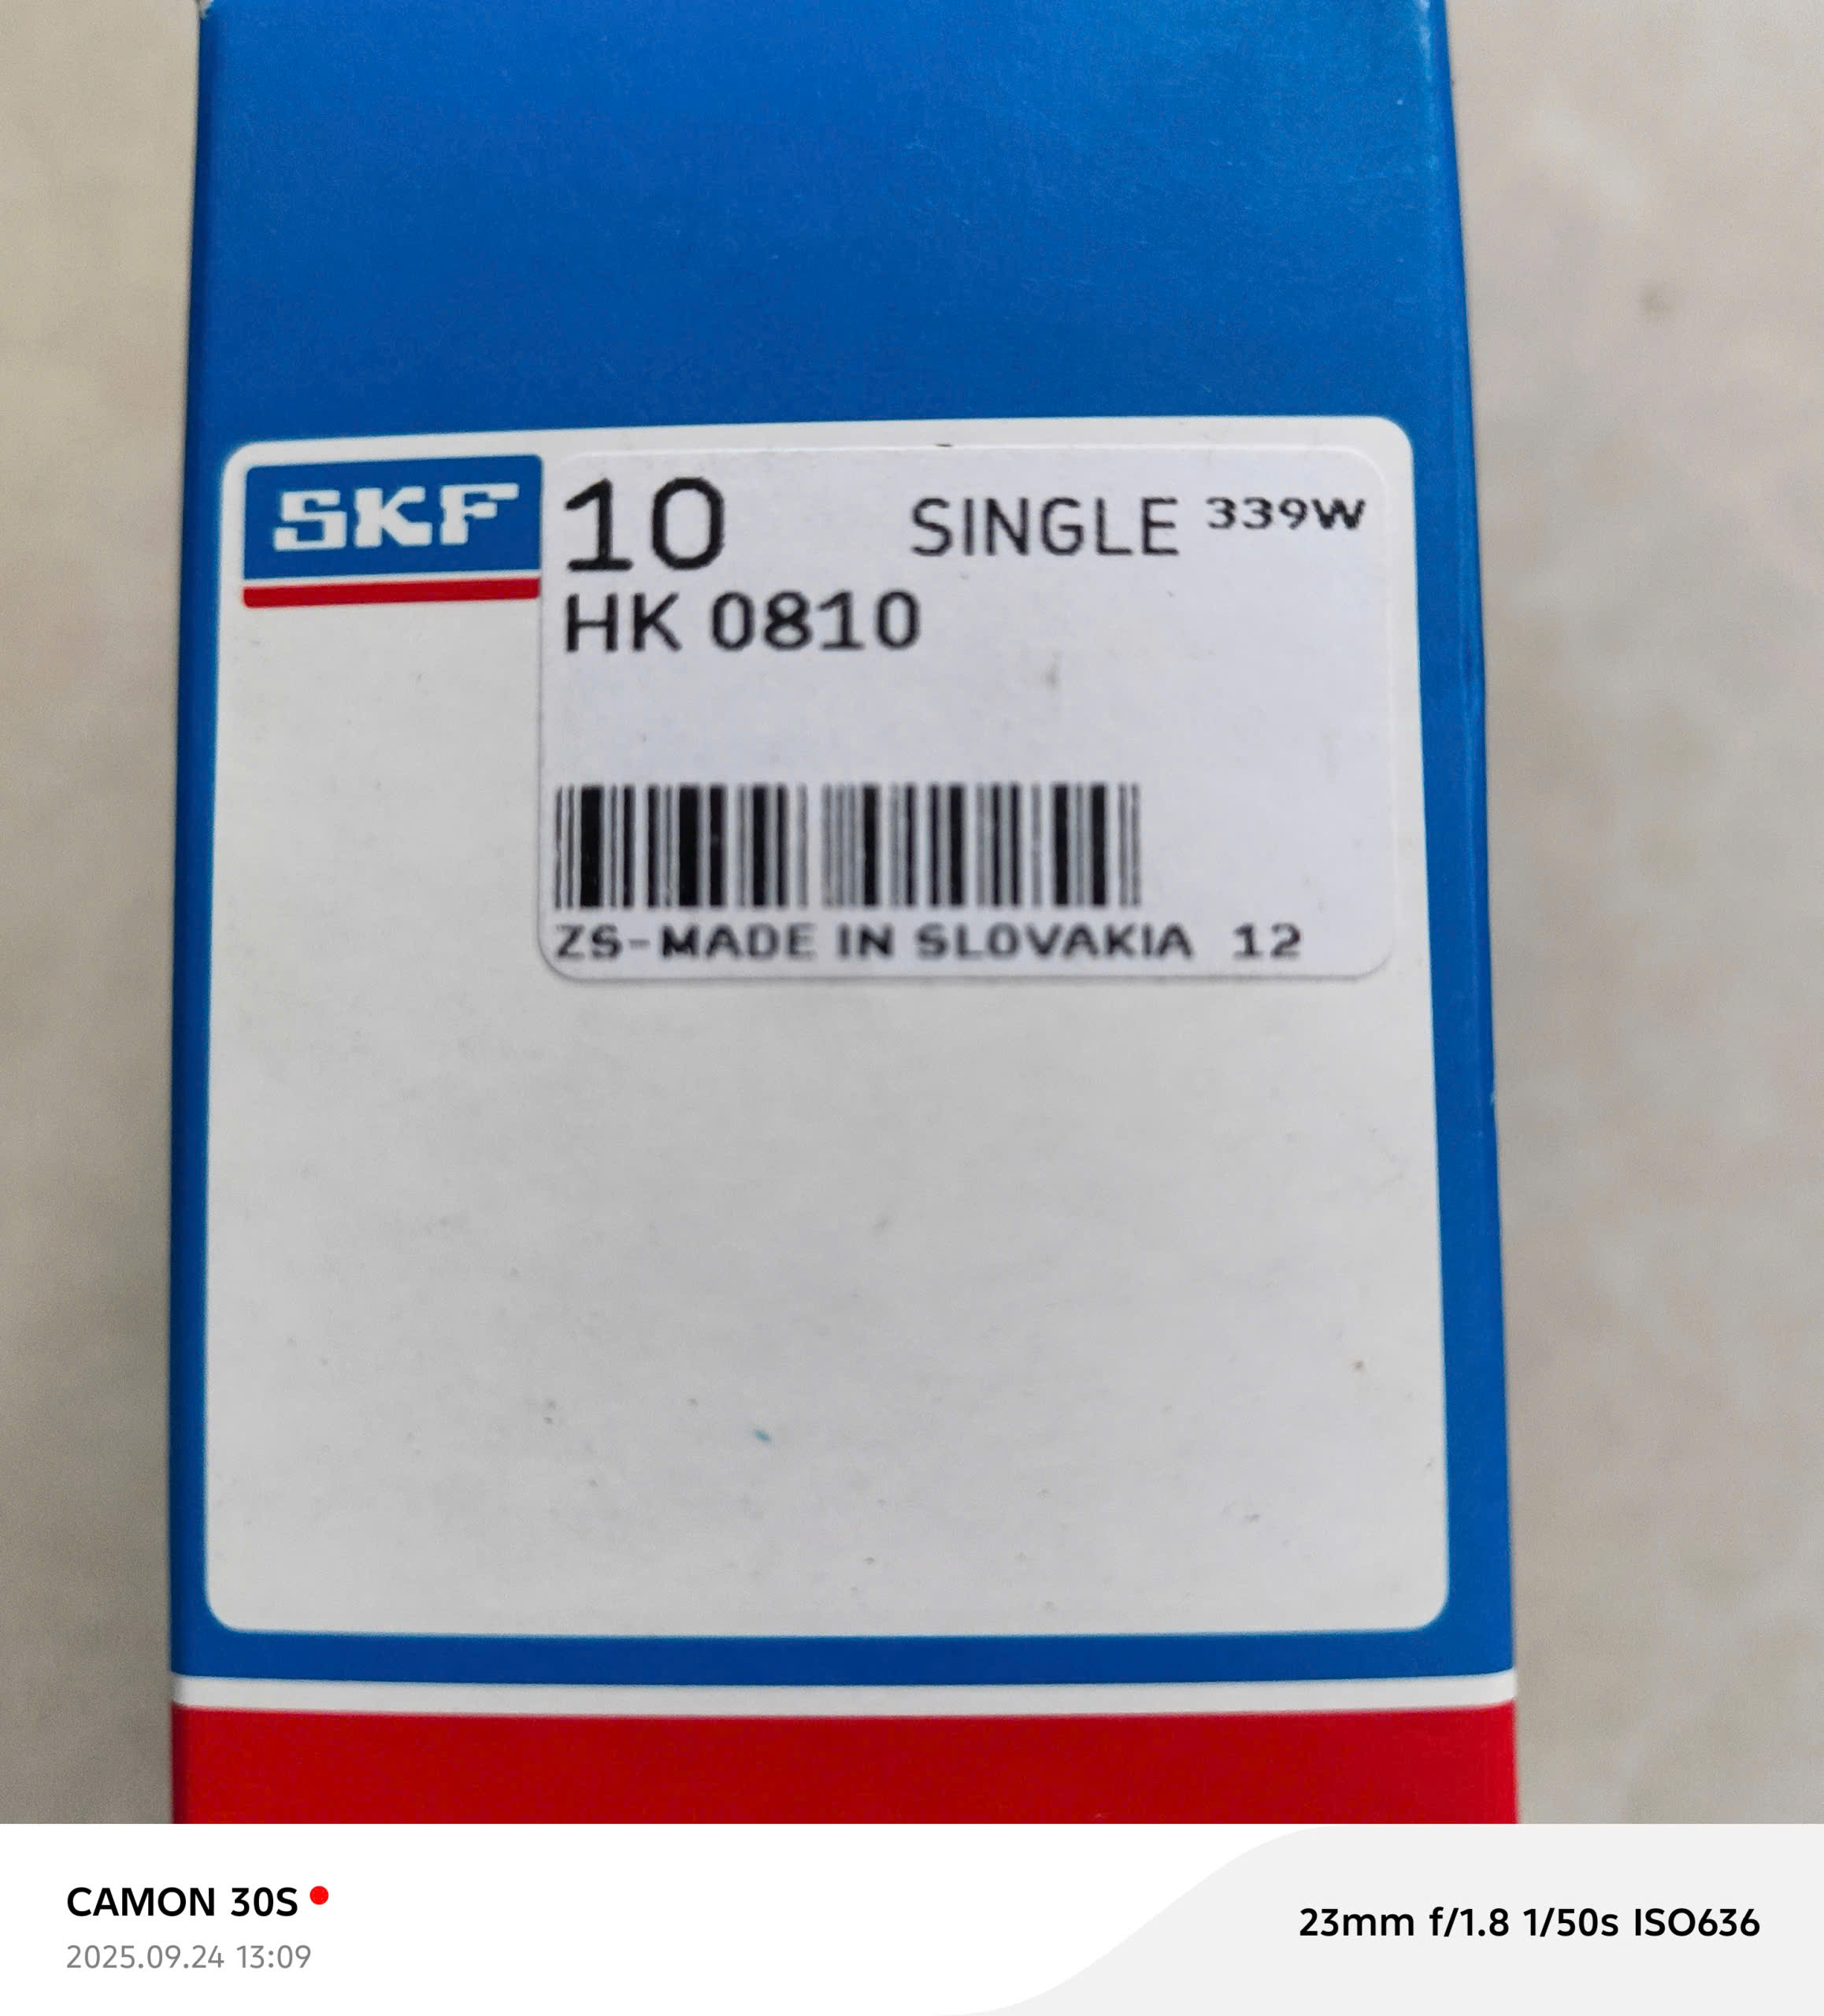 SKF
10 SINGLE 339W
HK 0810
ZS-MADE IN SLOVAKIA 12
CAMON 30S
2025.09.24 13:09
23mm f/1.8 1/50s ISO636